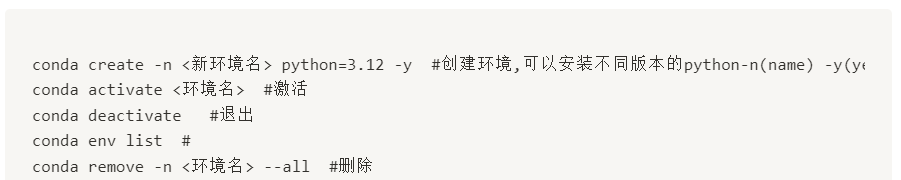 conda create -n <新环境名> python=3.12 -y  #创建环境,可以安装不同版本的python-n(name) -y(ye
conda activate <环境名>  #激活
conda deactivate   #退出
conda env list  #
conda remove -n <环境名> --all  #删除